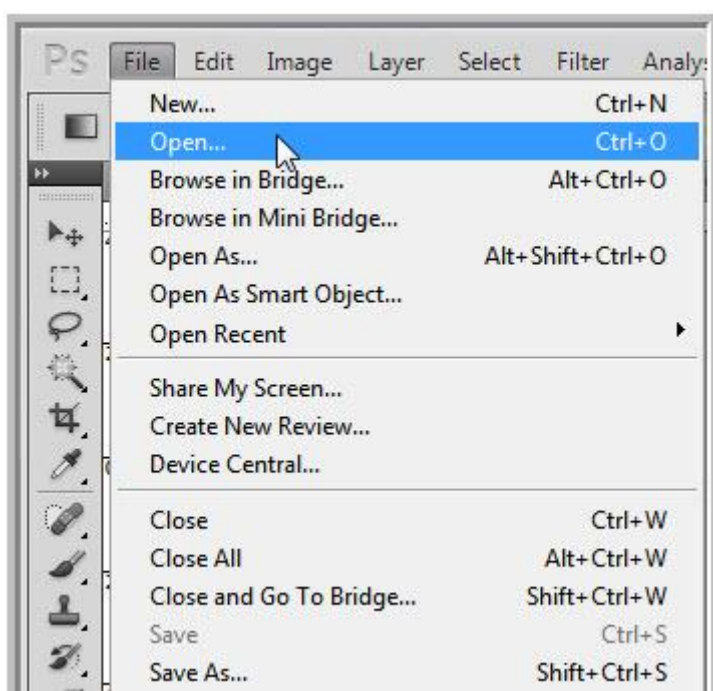 Ps File Edit Image Layer Select Filter Analy
New... Ctrl+N
Open... Ctrl+O
Browse in Bridge... Alt+Ctrl+O
Browse in Mini Bridge...
Open As... Alt+Shift+Ctrl+O
Open As Smart Object...
Open Recent
Share My Screen...
Create New Review...
Device Central...
Close Ctrl+W
Close All Alt+Ctrl+W
Close and Go To Bridge... Shift+Ctrl+W
Save Ctrl+S
Save As... Shift+Ctrl+S